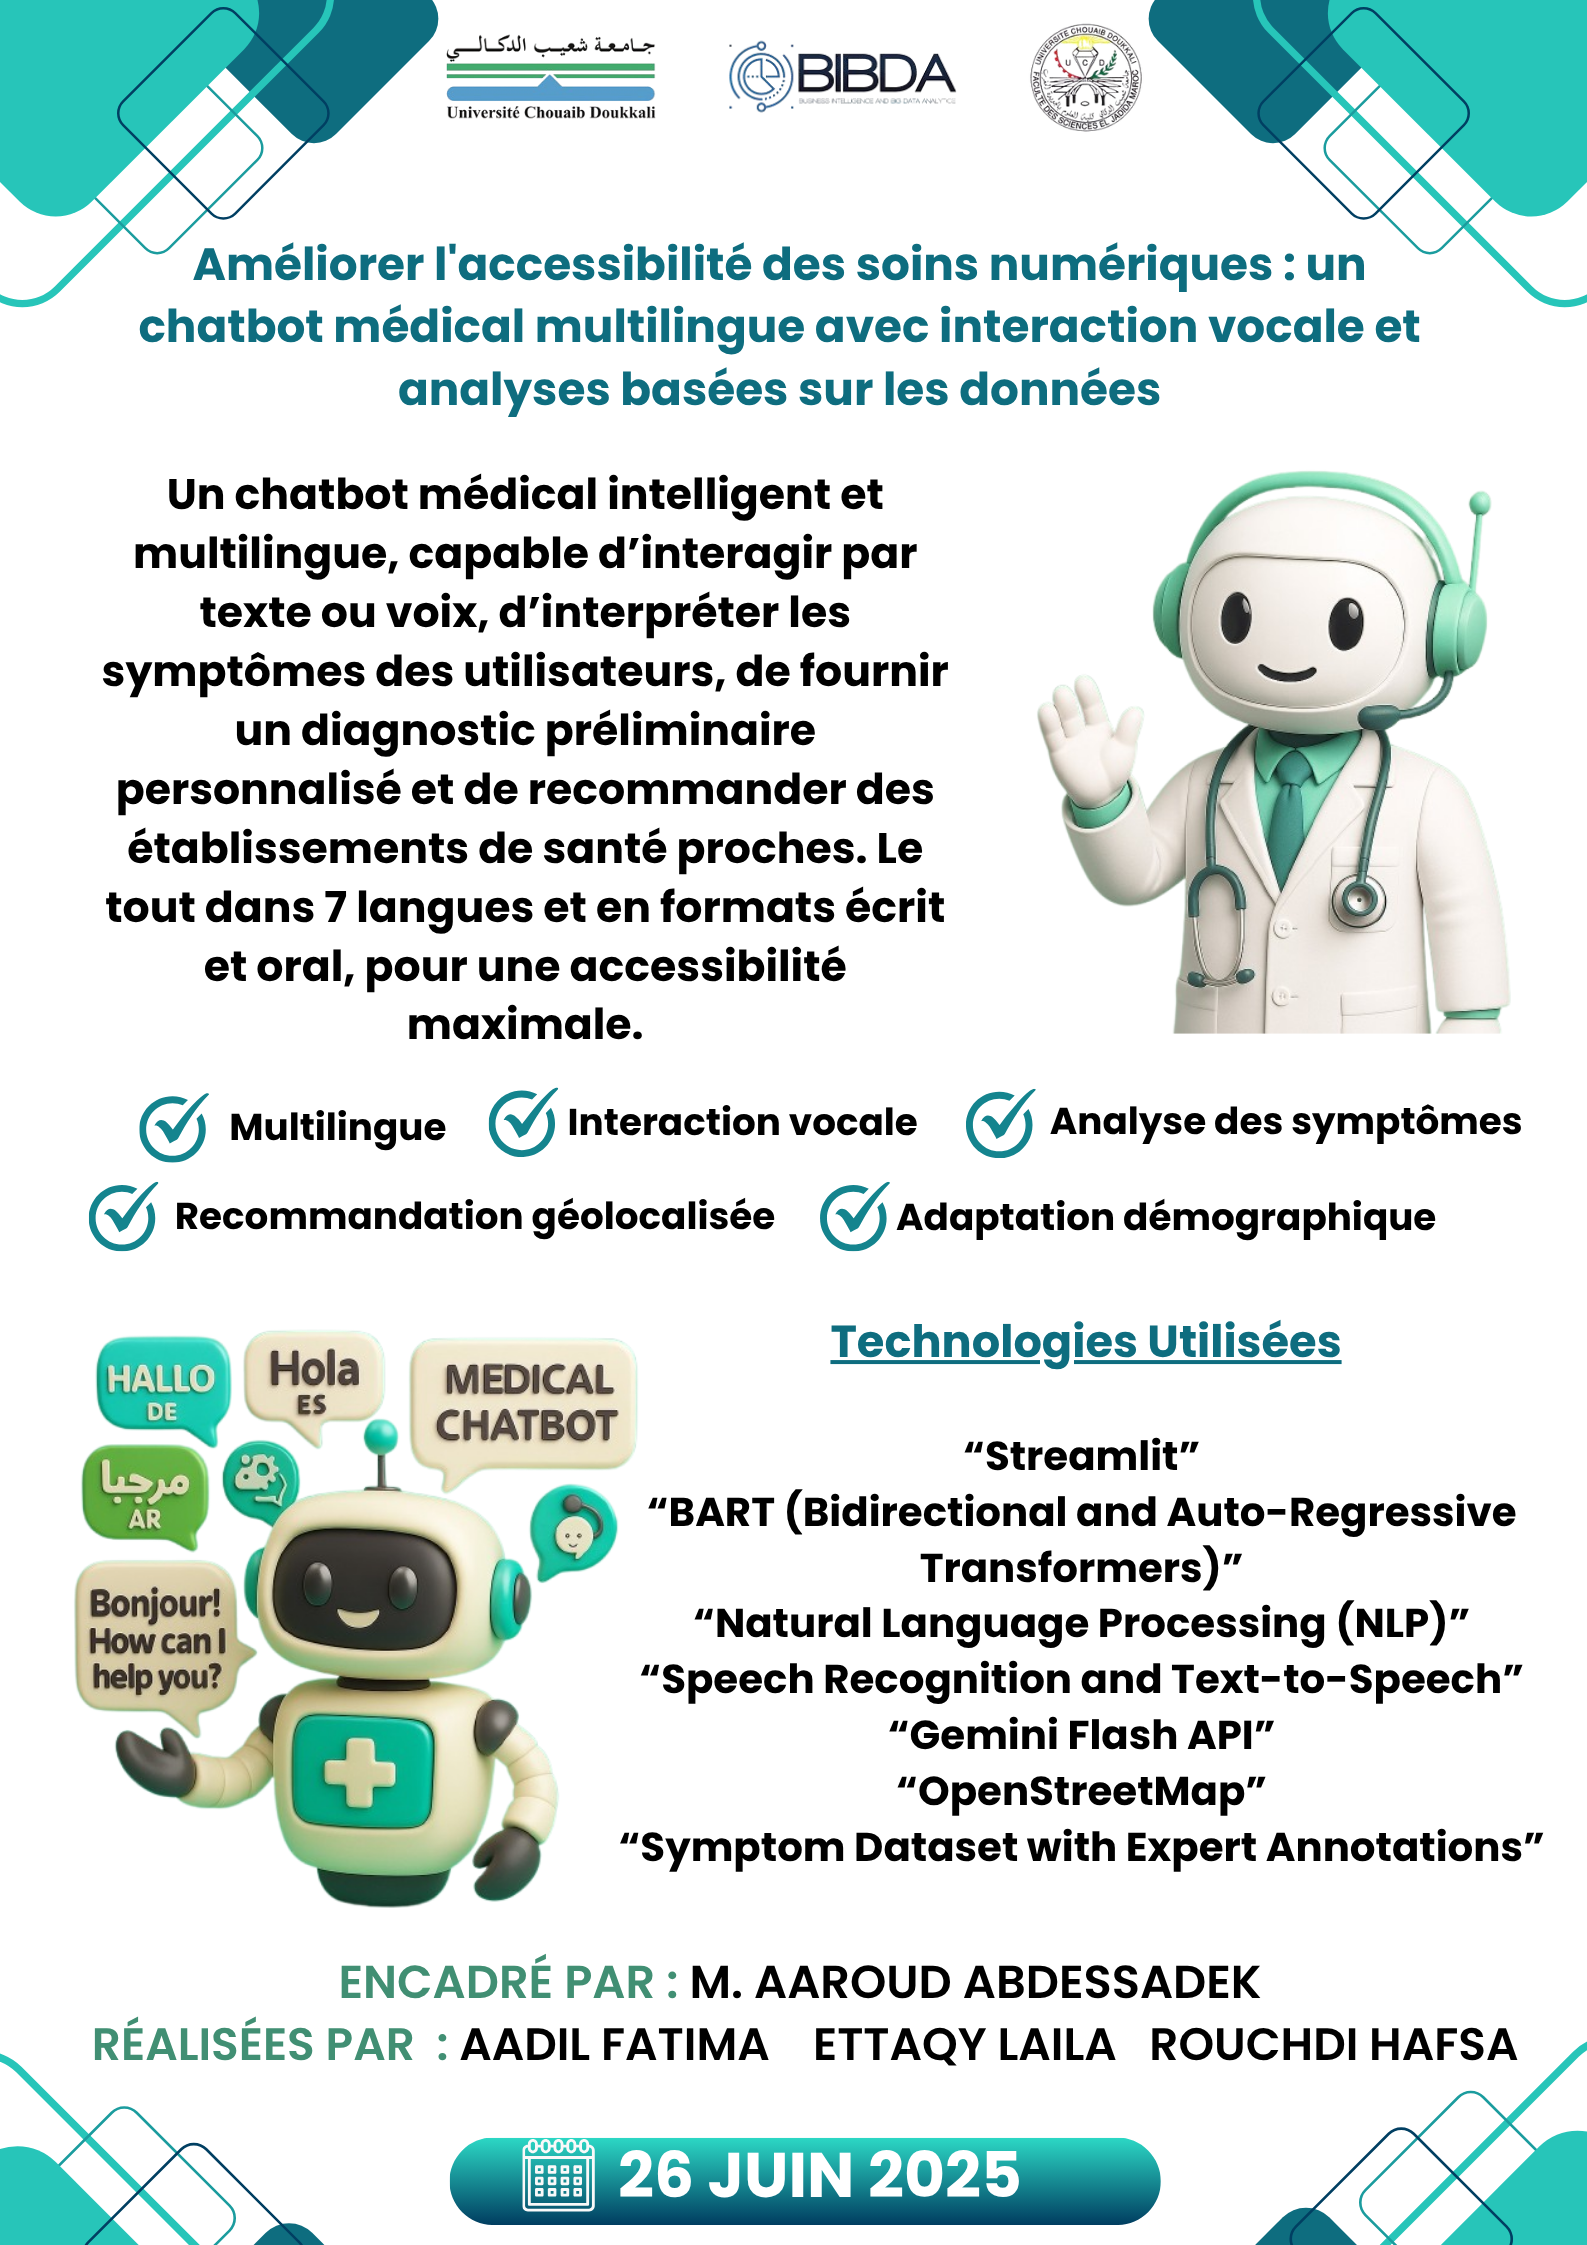 جامعة شعيب الدكالي
Université Chouaib Doukkali
BIBDA
BUSINESS INTELLIGENCE AND BIG DATA ANALYTICS
UNIVERSITE CHOUAIB DOUKKALI
U C D
FACULTE DES SCIENCES EL JADIDA MAROC
Améliorer l'accessibilité des soins numériques : un
chatbot médical multilingue avec interaction vocale et
analyses basées sur les données
Un chatbot médical intelligent et
multilingue, capable d’interagir par
texte ou voix, d’interpréter les
symptômes des utilisateurs, de fournir
un diagnostic préliminaire
personnalisé et de recommander des
établissements de santé proches. Le
tout dans 7 langues et en formats écrit
et oral, pour une accessibilité
maximale.
Multilingue
Interaction vocale
Analyse des symptômes
Recommandation géolocalisée
Adaptation démographique
HALLO
DE
Hola
ES
MEDICAL
CHATBOT
مرجبا
AR
Bonjour!
How can I
help you?
Technologies Utilisées
“Streamlit”
“BART (Bidirectional and Auto-Regressive
Transformers)”
“Natural Language Processing (NLP)”
“Speech Recognition and Text-to-Speech”
“Gemini Flash API”
“OpenStreetMap”
“Symptom Dataset with Expert Annotations”
ENCADRÉ PAR : M. AAROUD ABDESSADEK
RÉALISÉES PAR : AADIL FATIMA ETTAQY LAILA ROUCHDI HAFSA
26 JUIN 2025